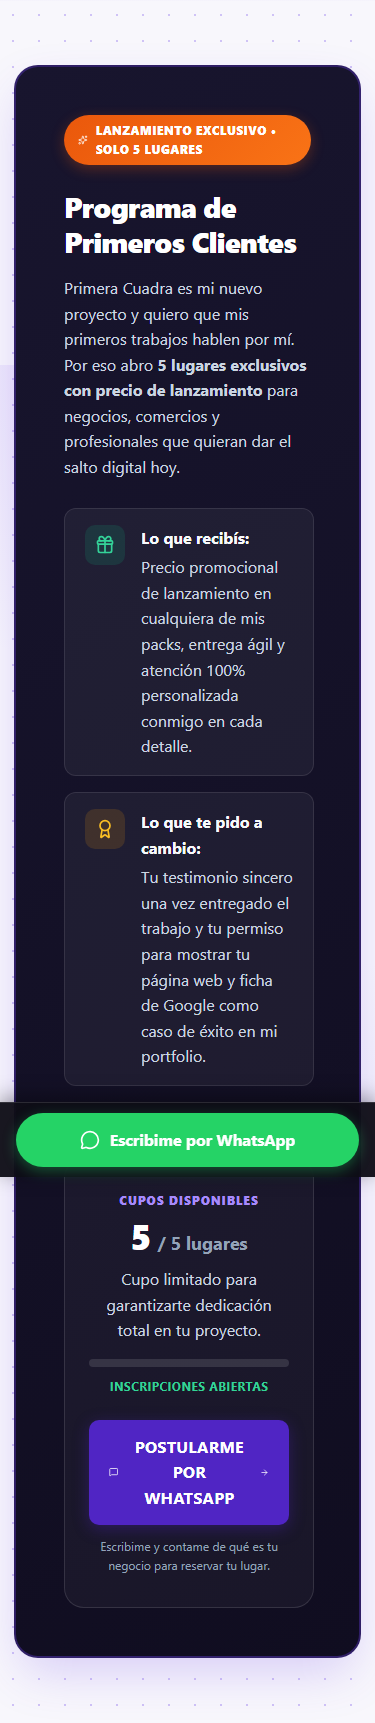 LANZAMIENTO EXCLUSIVO •
SOLO 5 LUGARES
Programa de
Primeros Clientes
Primera Cuadra es mi nuevo
proyecto y quiero que mis
primeros trabajos hablen por mí.
Por eso abro 5 lugares exclusivos
con precio de lanzamiento para
negocios, comercios y
profesionales que quieran dar el
salto digital hoy.
Lo que recibís:
Precio promocional
de lanzamiento en
cualquiera de mis
packs, entrega ágil y
atención 100%
personalizada
conmigo en cada
detalle.
Lo que te pido a
cambio:
Tu testimonio sincero
una vez entregado el
trabajo y tu permiso
para mostrar tu
página web y ficha
de Google como
caso de éxito en mi
portfolio.
Escribime por WhatsApp
CUPOS DISPONIBLES
5 / 5 lugares
Cupo limitado para
garantizarte dedicación
total en tu proyecto.
INSCRIPCIONES ABIERTAS
POSTULARME
POR
WHATSAPP
Escribime y contame de qué es tu
negocio para reservar tu lugar.